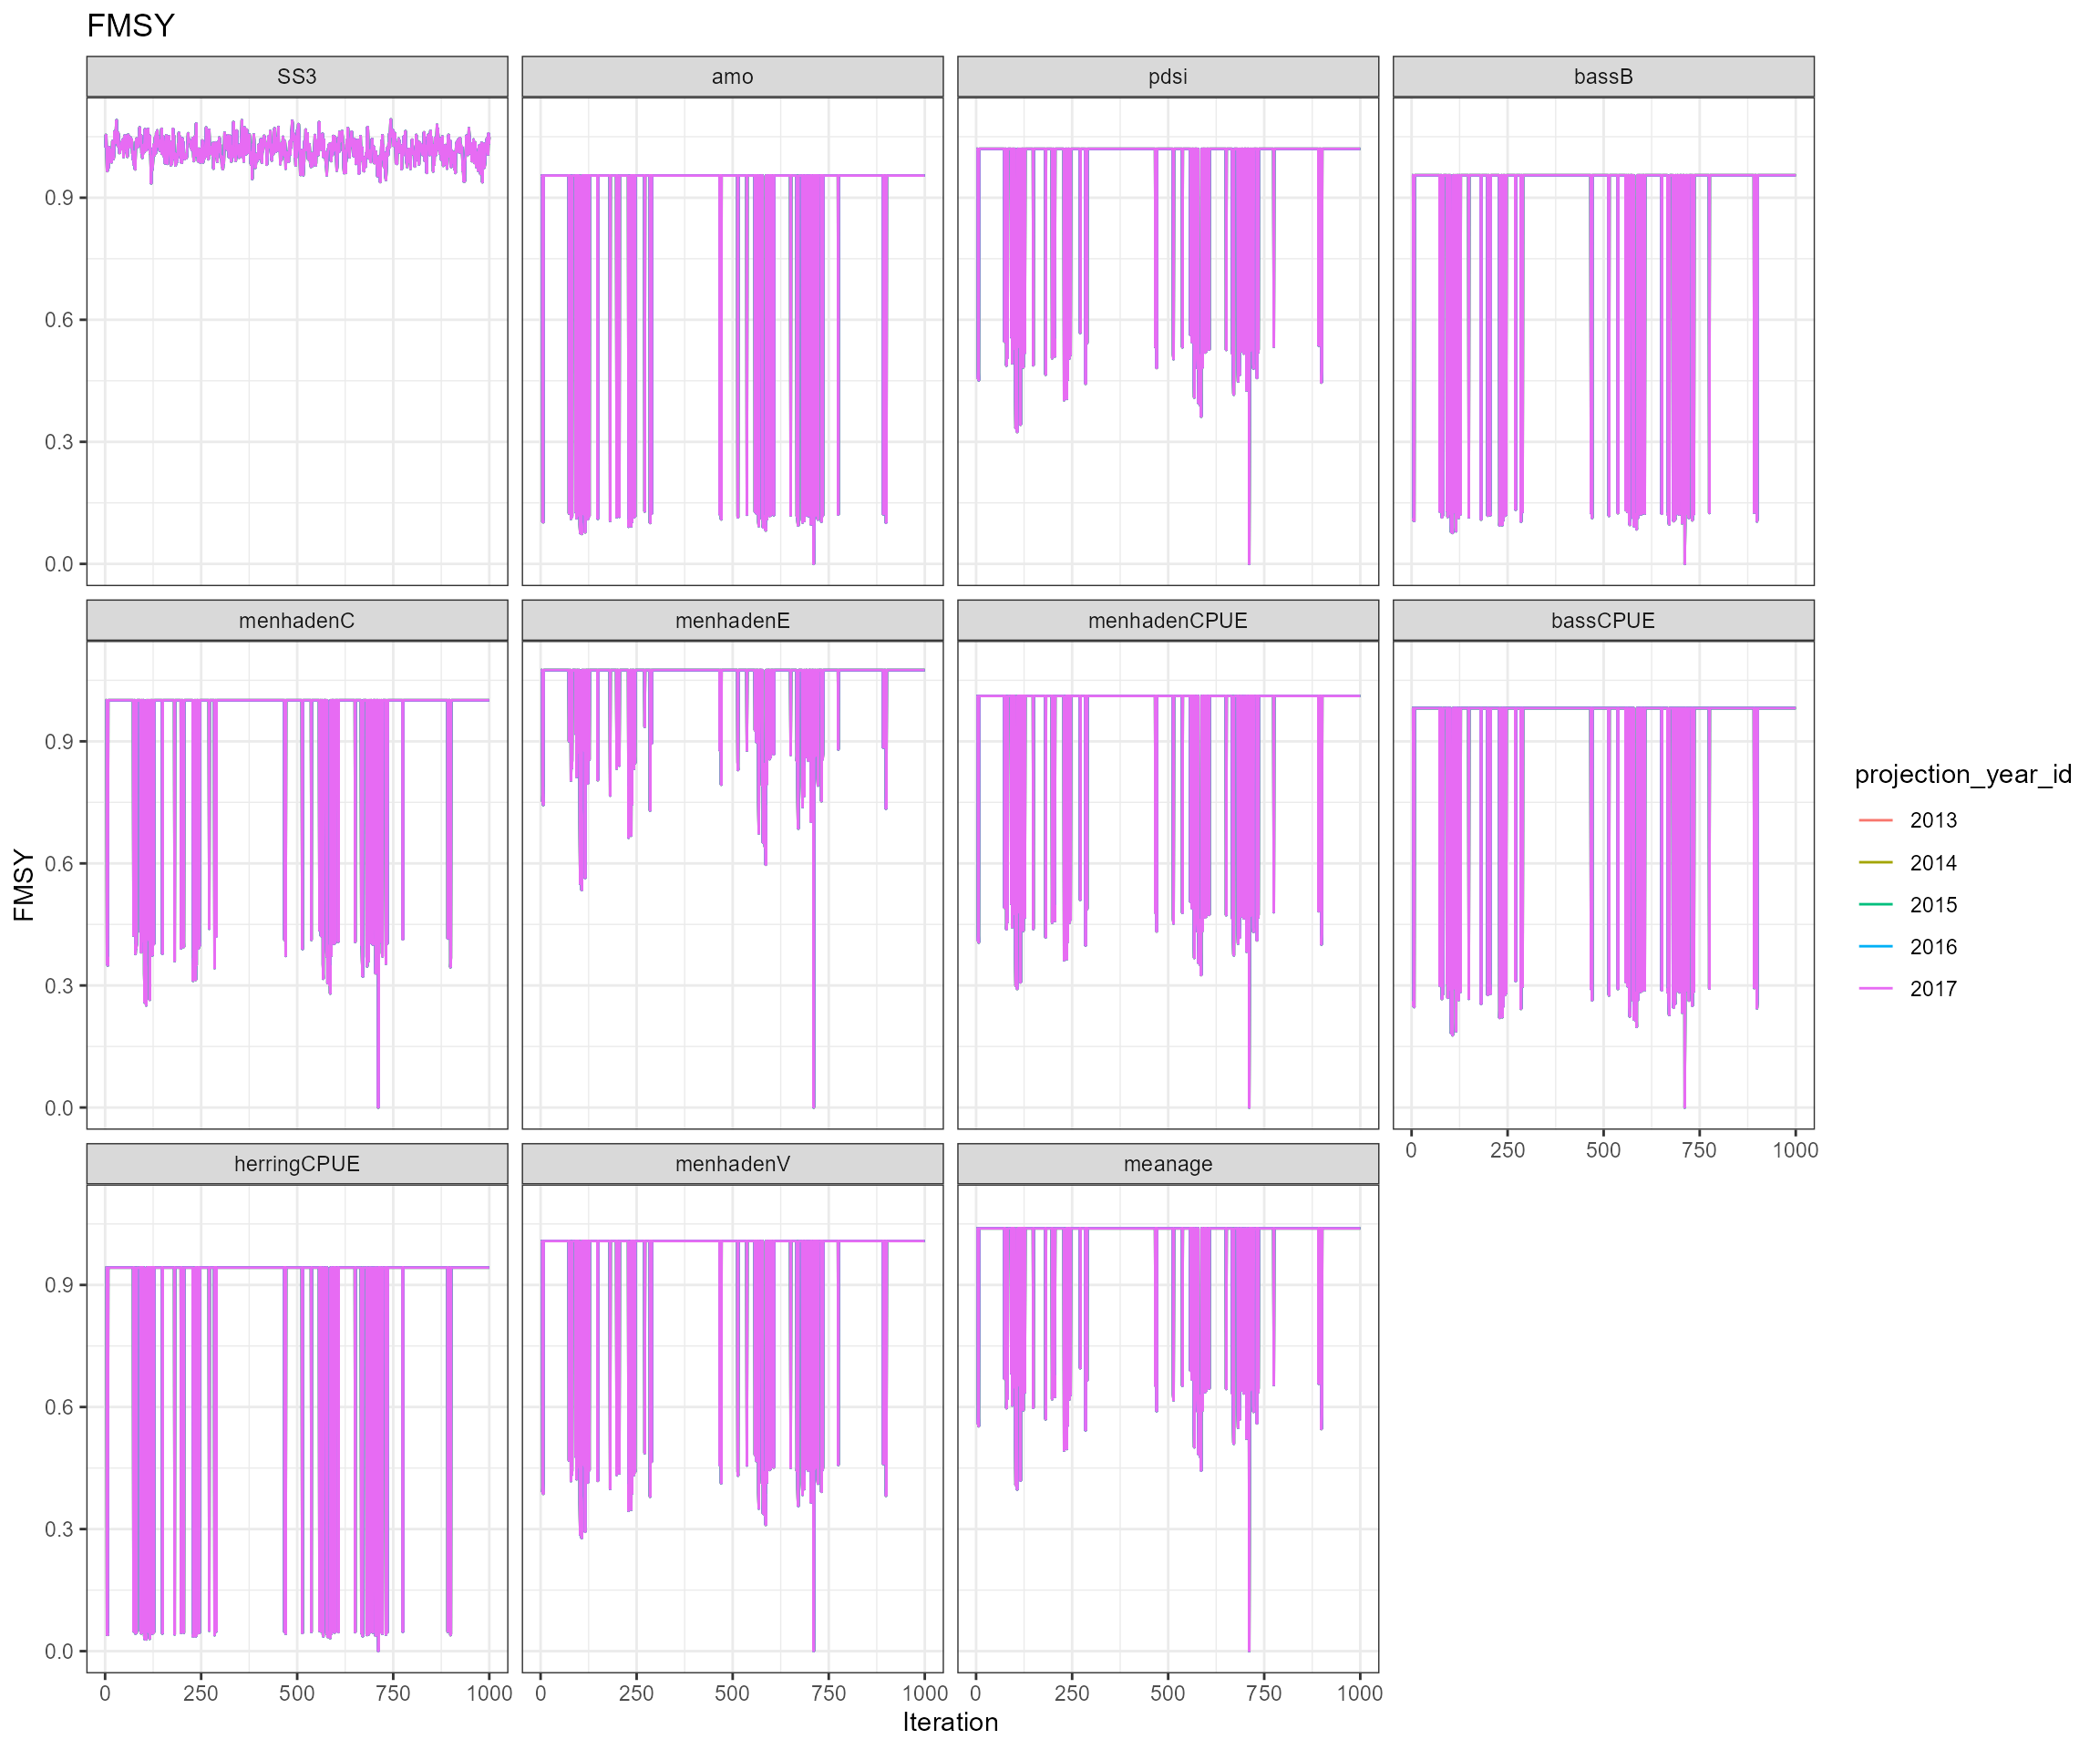 FMSY
SS3
amo
pdsi
bassB
0.9
0.6
0.3
0.0
menhadenC
menhadenE
menhadenCPUE
bassCPUE
0.9
0.6
0.3
0.0
0 250 500 750 1000
herringCPUE
menhadenV
meanage
0.9
0.6
0.3
0.0
0 250 500 750 1000
0 250 500 750 1000
0 250 500 750 1000
Iteration
FMSY
projection_year_id
2013
2014
2015
2016
2017